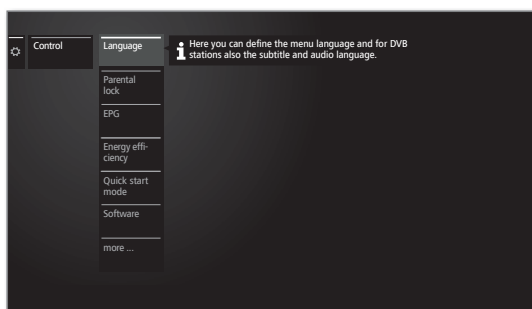 Control
Language
Here you can define the menu language and for DVB
stations also the subtitle and audio language.
Parental
lock
EPG
Energy effi-
ciency
Quick start
mode
Software
more ...